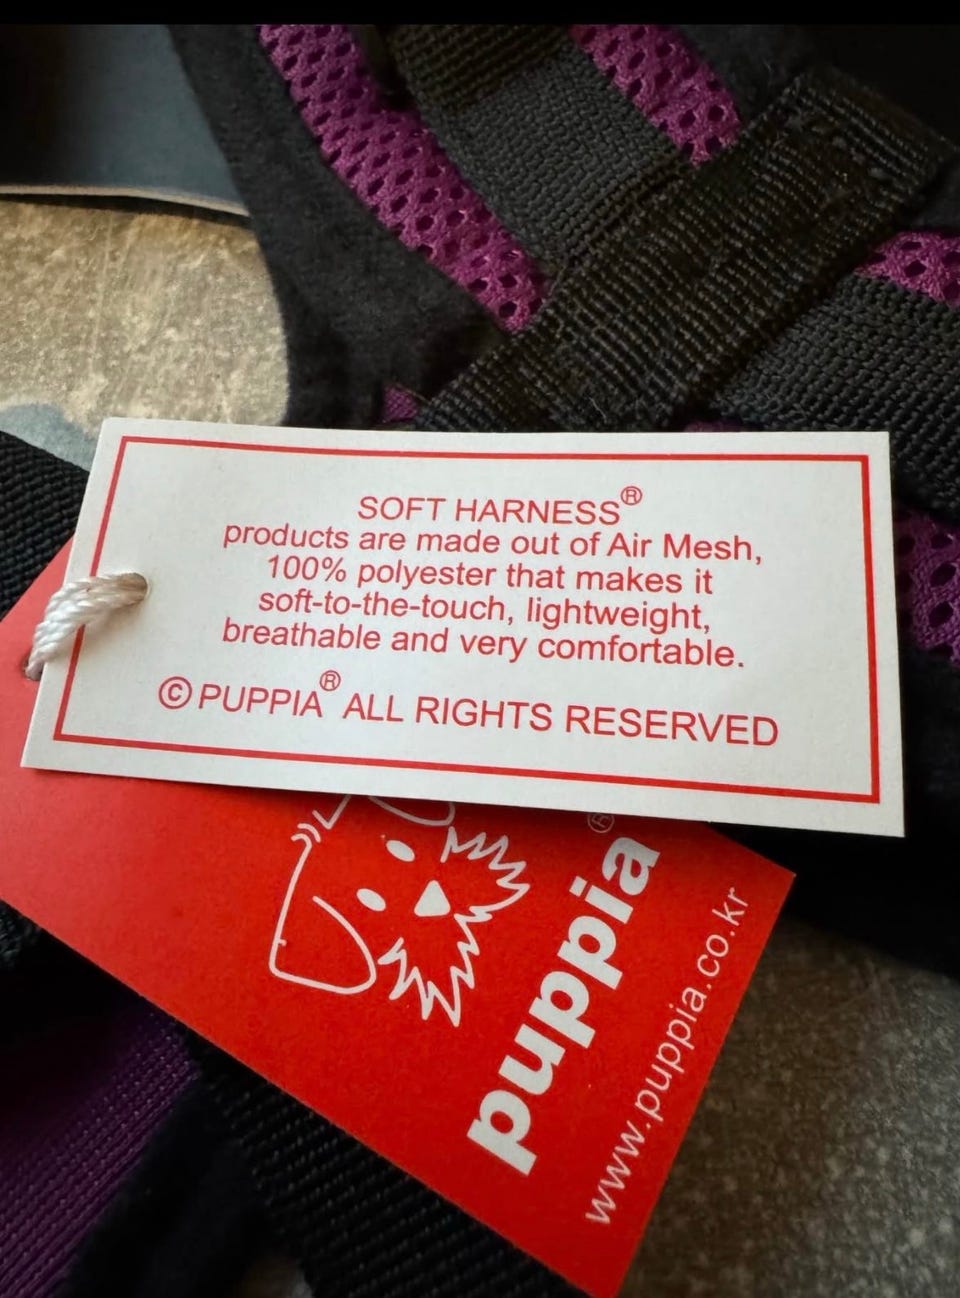 SOFT HARNESS®
products are made out of Air Mesh,
100% polyester that makes it
soft-to-the-touch, lightweight,
breathable and very comfortable.
© PUPPIA® ALL RIGHTS RESERVED
puppia®
www.puppia.co.kr